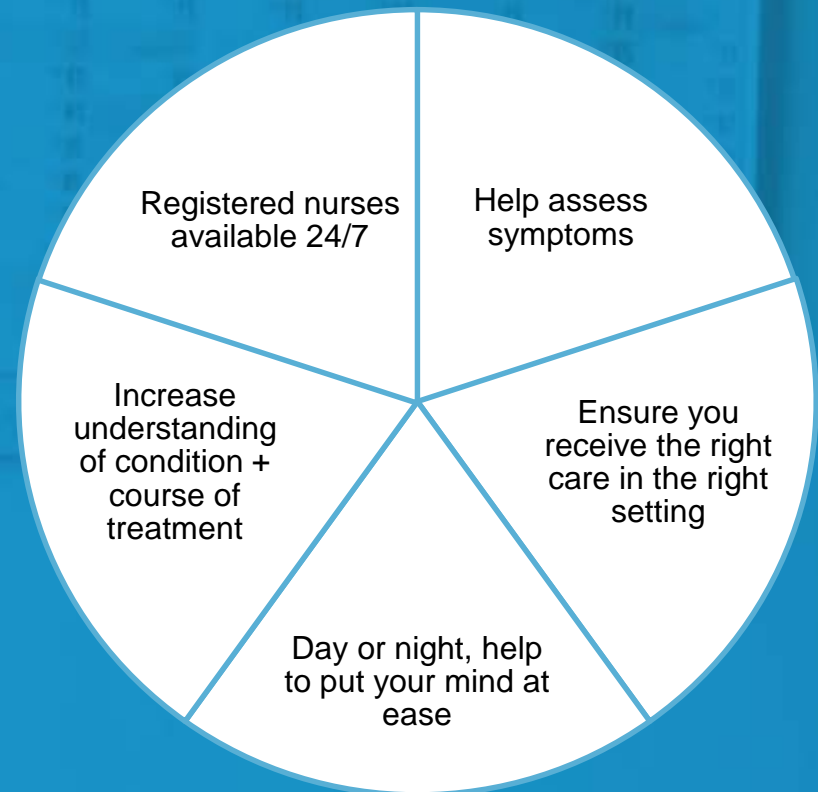 Registered nurses
available 24/7
Help assess
symptoms
Increase
understanding
of condition +
course of
treatment
Ensure you
receive the right
care in the right
setting
Day or night, help
to put your mind at
ease